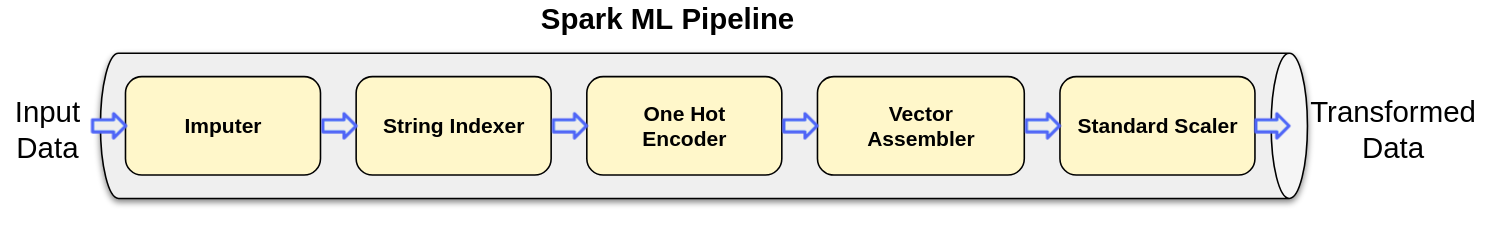 Spark ML Pipeline
Input
Data
Imputer
String Indexer
One Hot
Encoder
Vector
Assembler
Standard Scaler
Transformed
Data